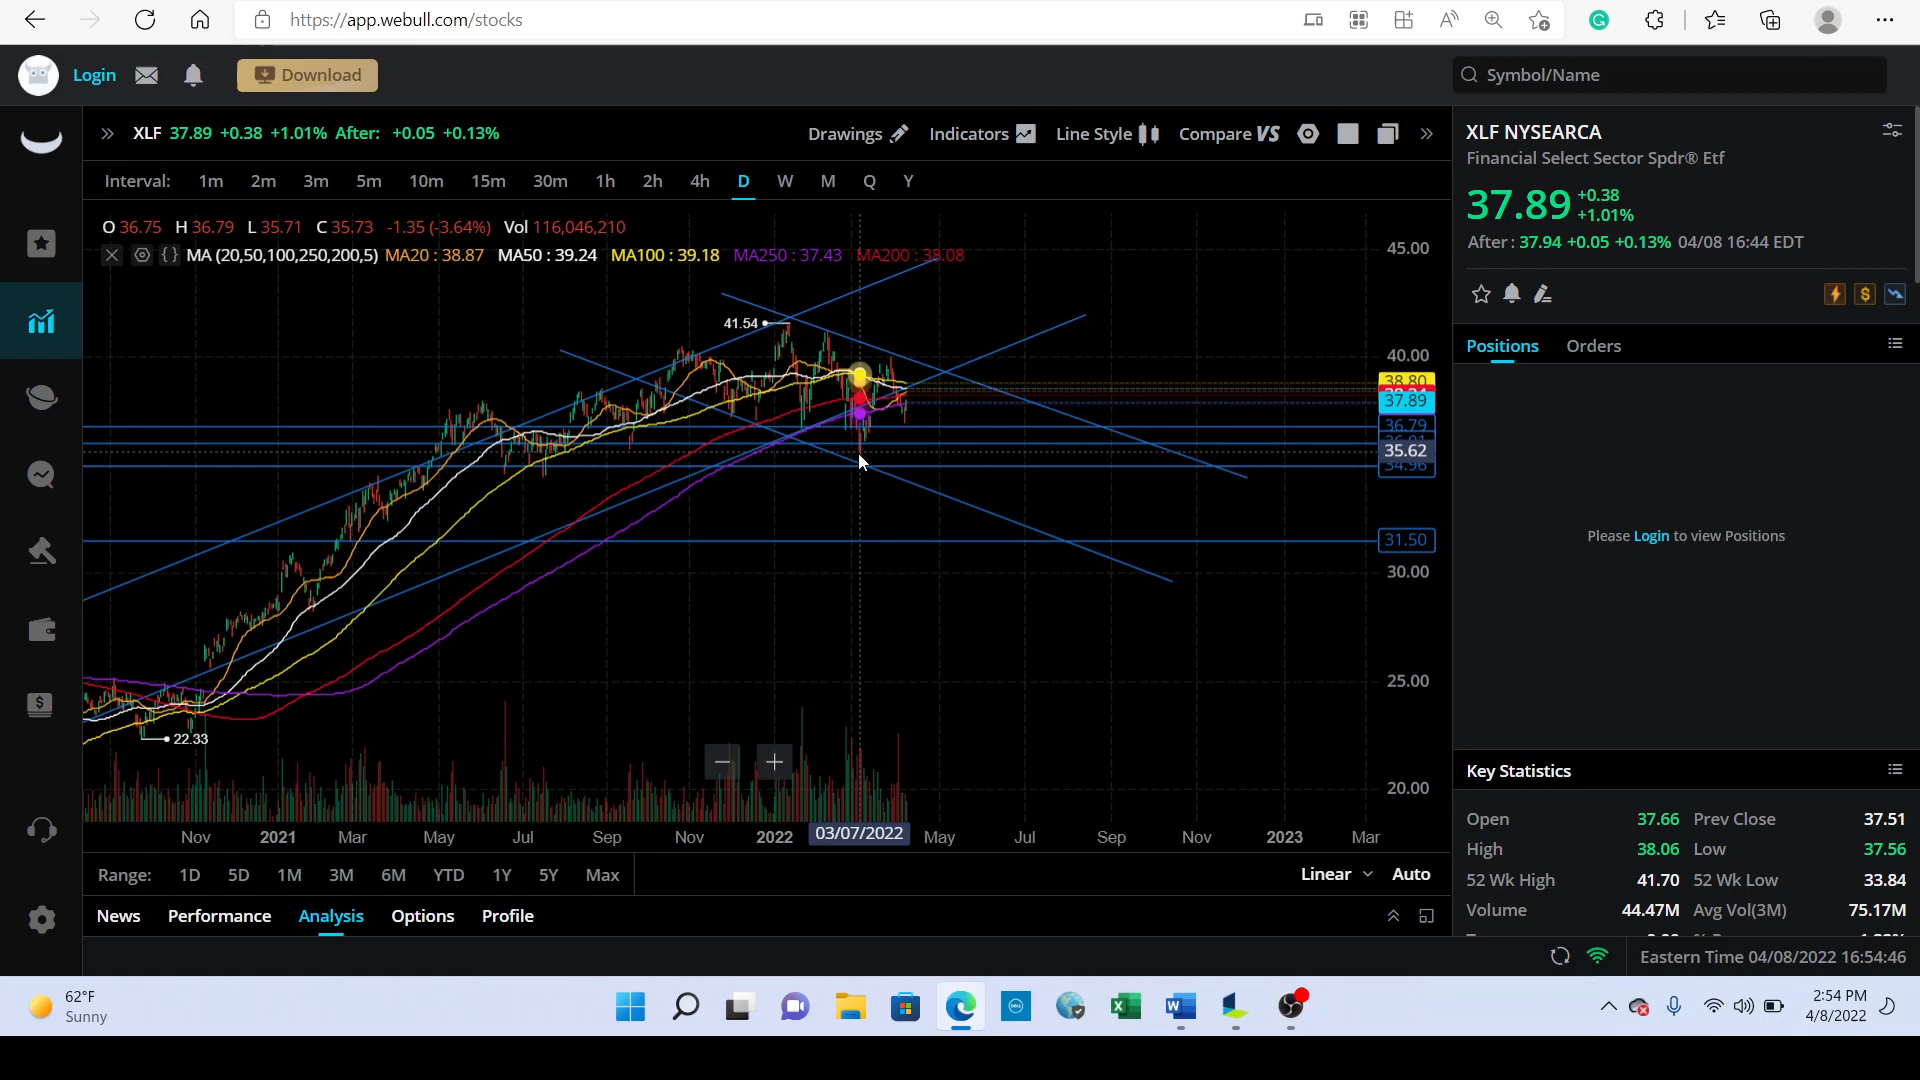 https://app.webull.com/stocks
Login
Download
Symbol/Name
XLF 37.89 +0.38 +1.01% After: +0.05 +0.13%
Drawings
Indicators
Line Style
Compare VS
Interval: 1m 2m 3m 5m 10m 15m 30m 1h 2h 4h D W M Q Y
O 36.75 H 36.79 L 35.71 C 35.73 -1.35 (-3.64%) Vol 116,046,210
MA (20,50,100,250,200,5) MA20 : 38.87 MA50 : 39.24 MA100 : 39.18 MA250 : 37.43 MA200 : 38.08
45.00
41.54
40.00
38.80
37.89
36.79
35.62
34.96
31.50
30.00
25.00
22.33
20.00
Nov 2021 Mar May Jul Sep Nov 2022 03/07/2022 May Jul Sep Nov 2023 Mar
Range: 1D 5D 1M 3M 6M YTD 1Y 5Y Max
Linear Auto
News Performance Analysis Options Profile
XLF NYSEARCA
Financial Select Sector Spdr® Etf
37.89 +0.38
+1.01%
After : 37.94 +0.05 +0.13% 04/08 16:44 EDT
Positions Orders
Please Login to view Positions
Key Statistics
Open 37.66 Prev Close 37.51
High 38.06 Low 37.56
52 Wk High 41.70 52 Wk Low 33.84
Volume 44.47M Avg Vol(3M) 75.17M
Eastern Time 04/08/2022 16:54:46
62°F
Sunny
2:54 PM
4/8/2022